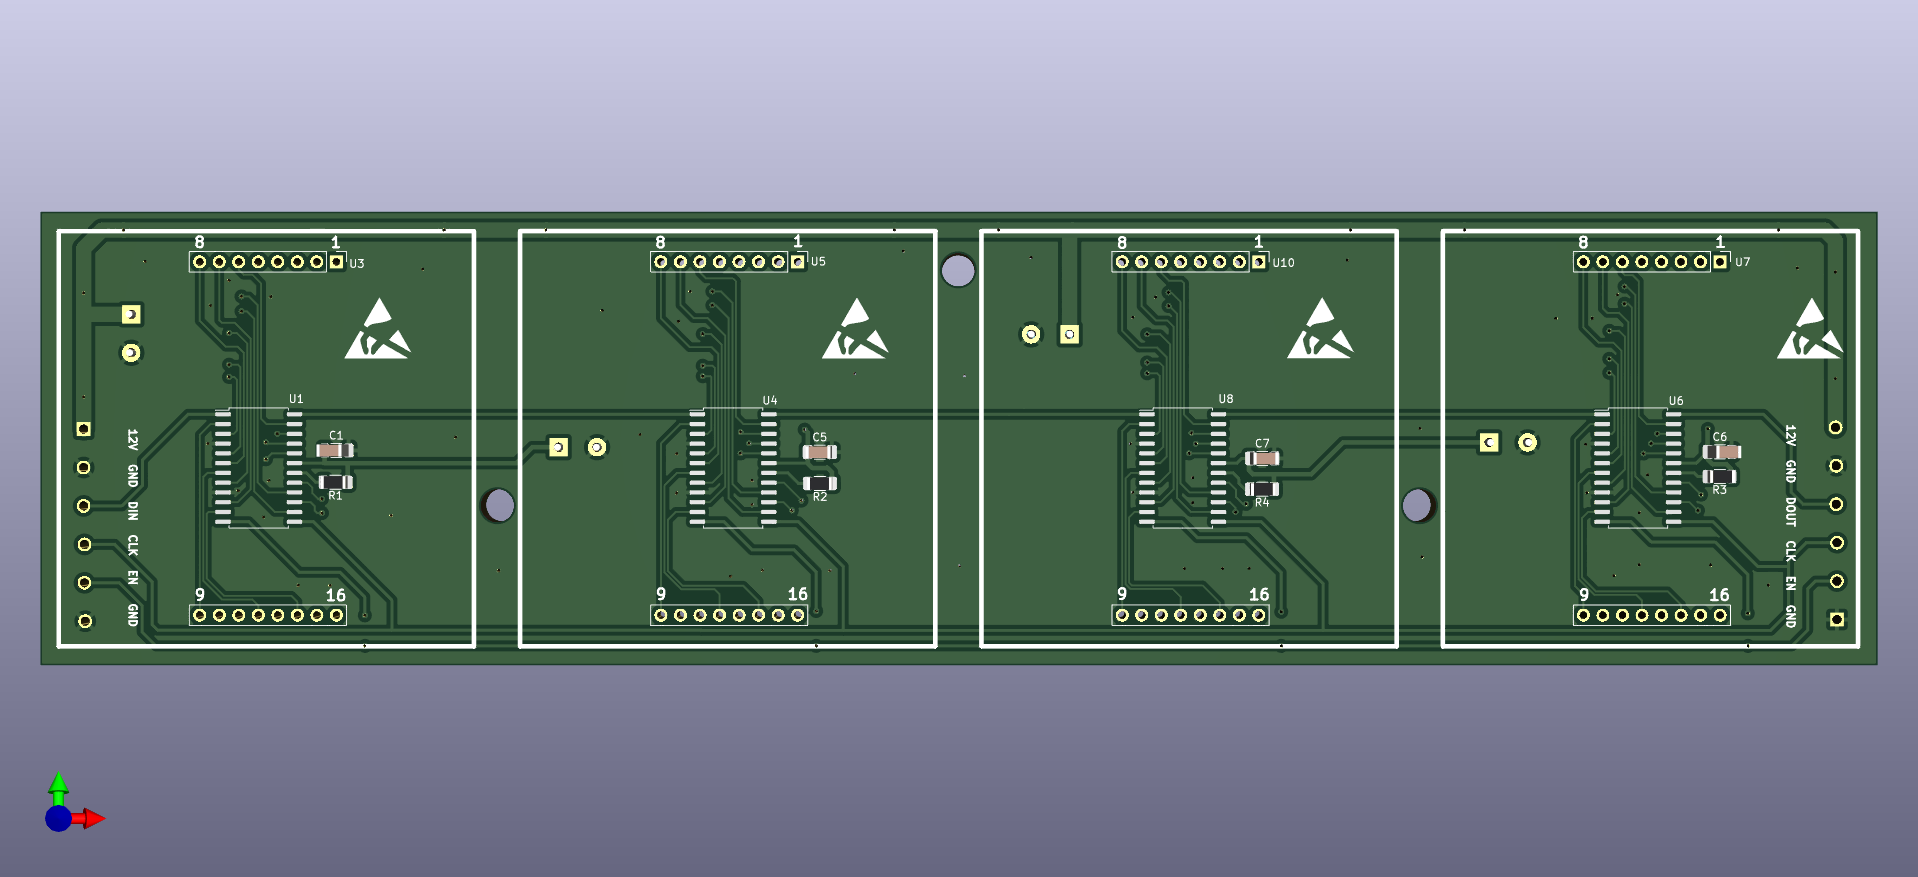 8 1 U3
8 1 U5
8 1 U10
8 1 U7
U1
U4
U8
U6
C1
R1
C5
R2
C7
R4
C6
R3
12V
GND
DIN
CLK
EN
GND
12V
GND
DOUT
CLK
EN
GND
9 16
9 16
9 16
9 16